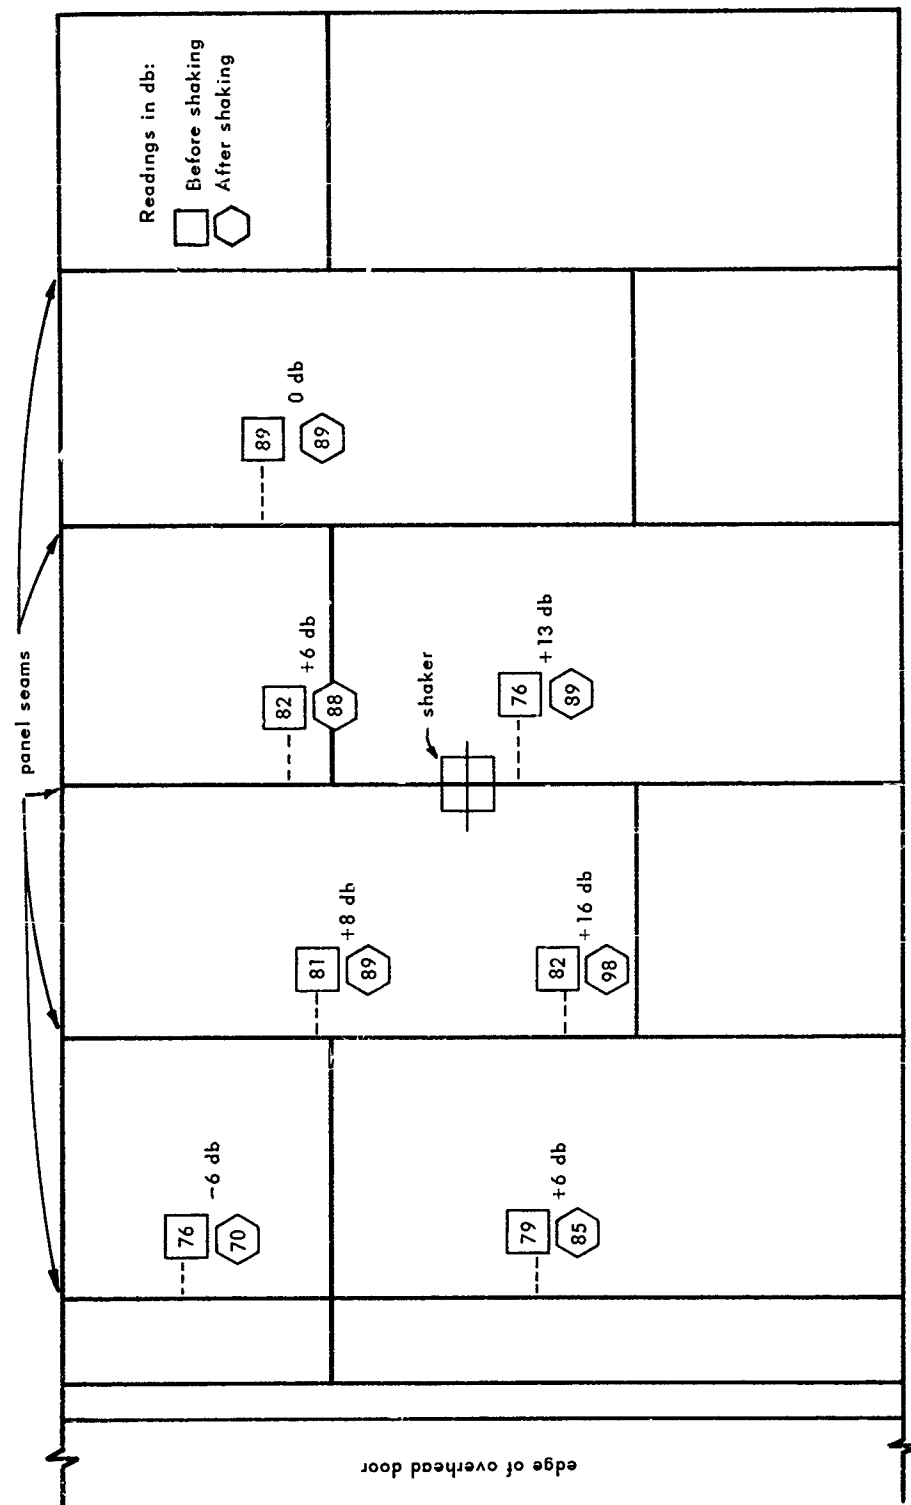 panel seams
Readings in db:
Before shaking
After shaking
89
89
0 db
82
88
+6 db
shaker
76
89
+13 db
81
89
+8 db
82
98
+16 db
76
70
-6 db
79
85
+6 db
edge of overhead door